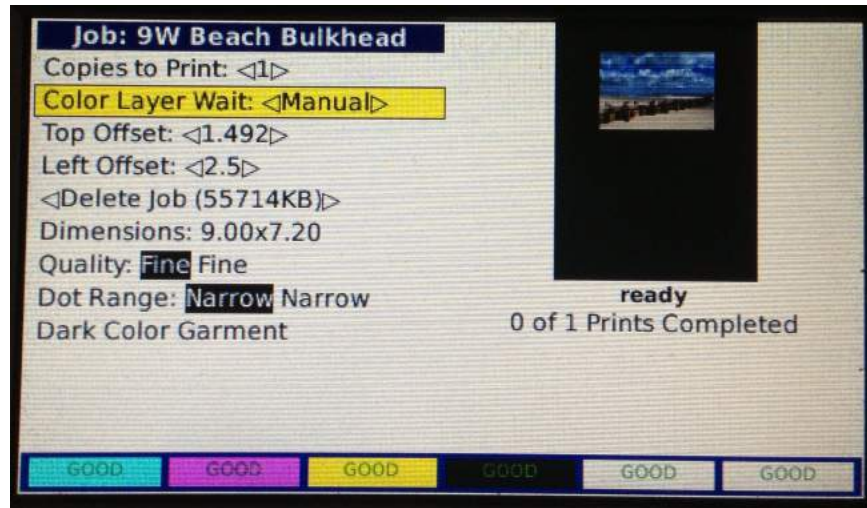 Job: 9W Beach Bulkhead
Copies to Print: ◁1▷
Color Layer Wait: ◁Manual▷
Top Offset: ◁1.492▷
Left Offset: ◁2.5▷
◁Delete Job (55714KB)▷
Dimensions: 9.00x7.20
Quality: Fine Fine
Dot Range: Narrow Narrow
Dark Color Garment
ready
0 of 1 Prints Completed
GOOD GOOD GOOD GOOD GOOD GOOD